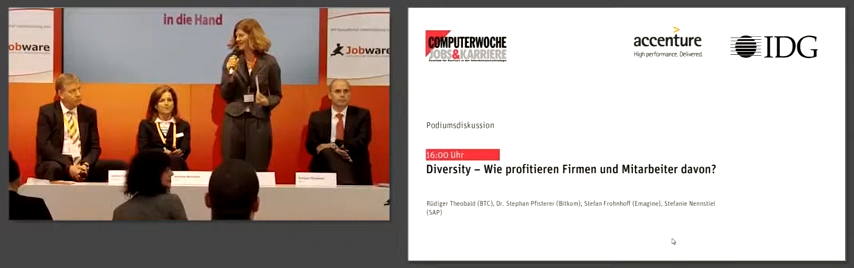 in die Hand
obware
Jobware
COMPUTERWOCHE
JOBS&KARRIERE
accenture
High performance. Delivered.
IDG
Podiumsdiskussion
16:00 Uhr
Diversity – Wie profitieren Firmen und Mitarbeiter davon?
Rüdiger Theobald (BTC), Dr. Stephan Pfisterer (Bitkom), Stefan Frohnhoff (Emagine), Stefanie Nennstiel
(SAP)